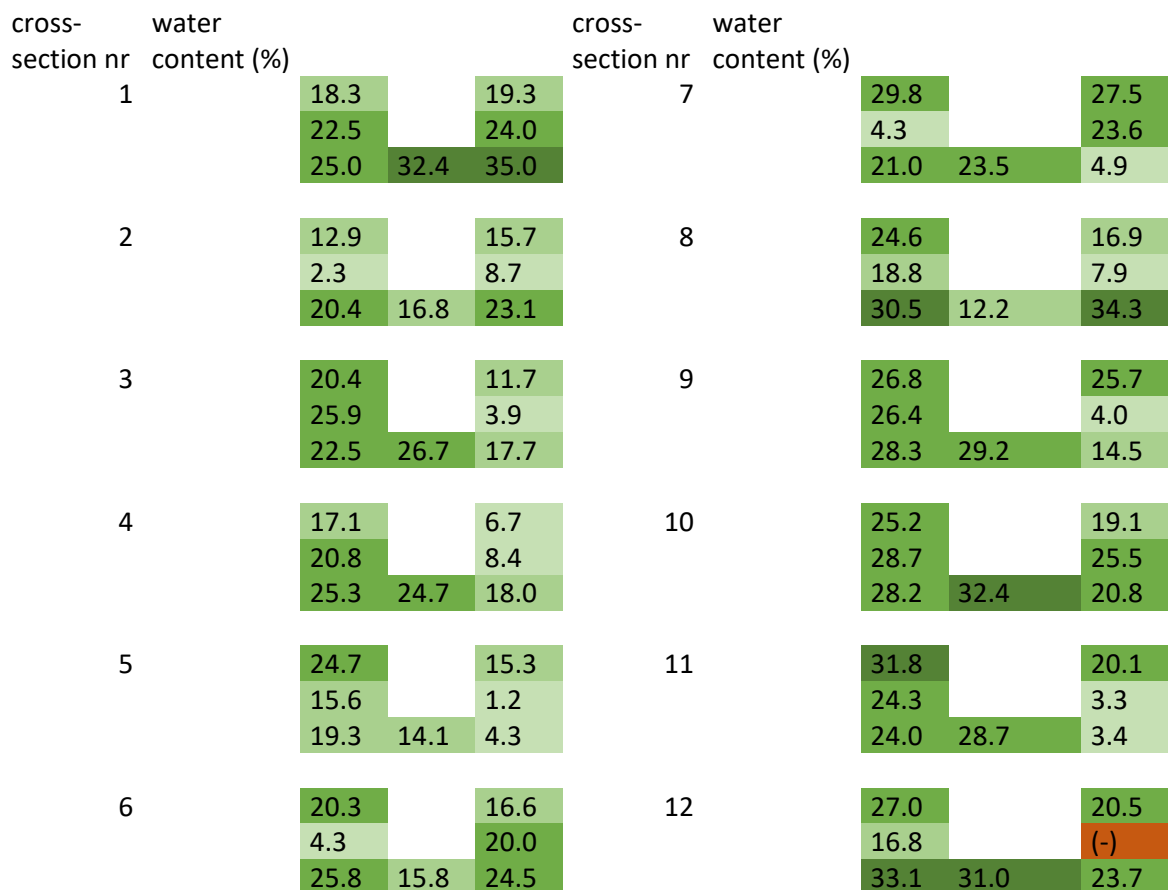 cross- water cross- water
section nr content (%) section nr content (%)
1 18.3 19.3 7 29.8 27.5
22.5 24.0 4.3 23.6
25.0 32.4 35.0 21.0 23.5 4.9
2 12.9 15.7 8 24.6 16.9
2.3 8.7 18.8 7.9
20.4 16.8 23.1 30.5 12.2 34.3
3 20.4 11.7 9 26.8 25.7
25.9 3.9 26.4 4.0
22.5 26.7 17.7 28.3 29.2 14.5
4 17.1 6.7 10 25.2 19.1
20.8 8.4 28.7 25.5
25.3 24.7 18.0 28.2 32.4 20.8
5 24.7 15.3 11 31.8 20.1
15.6 1.2 24.3 3.3
19.3 14.1 4.3 24.0 28.7 3.4
6 20.3 16.6 12 27.0 20.5
4.3 20.0 16.8 (-)
25.8 15.8 24.5 33.1 31.0 23.7